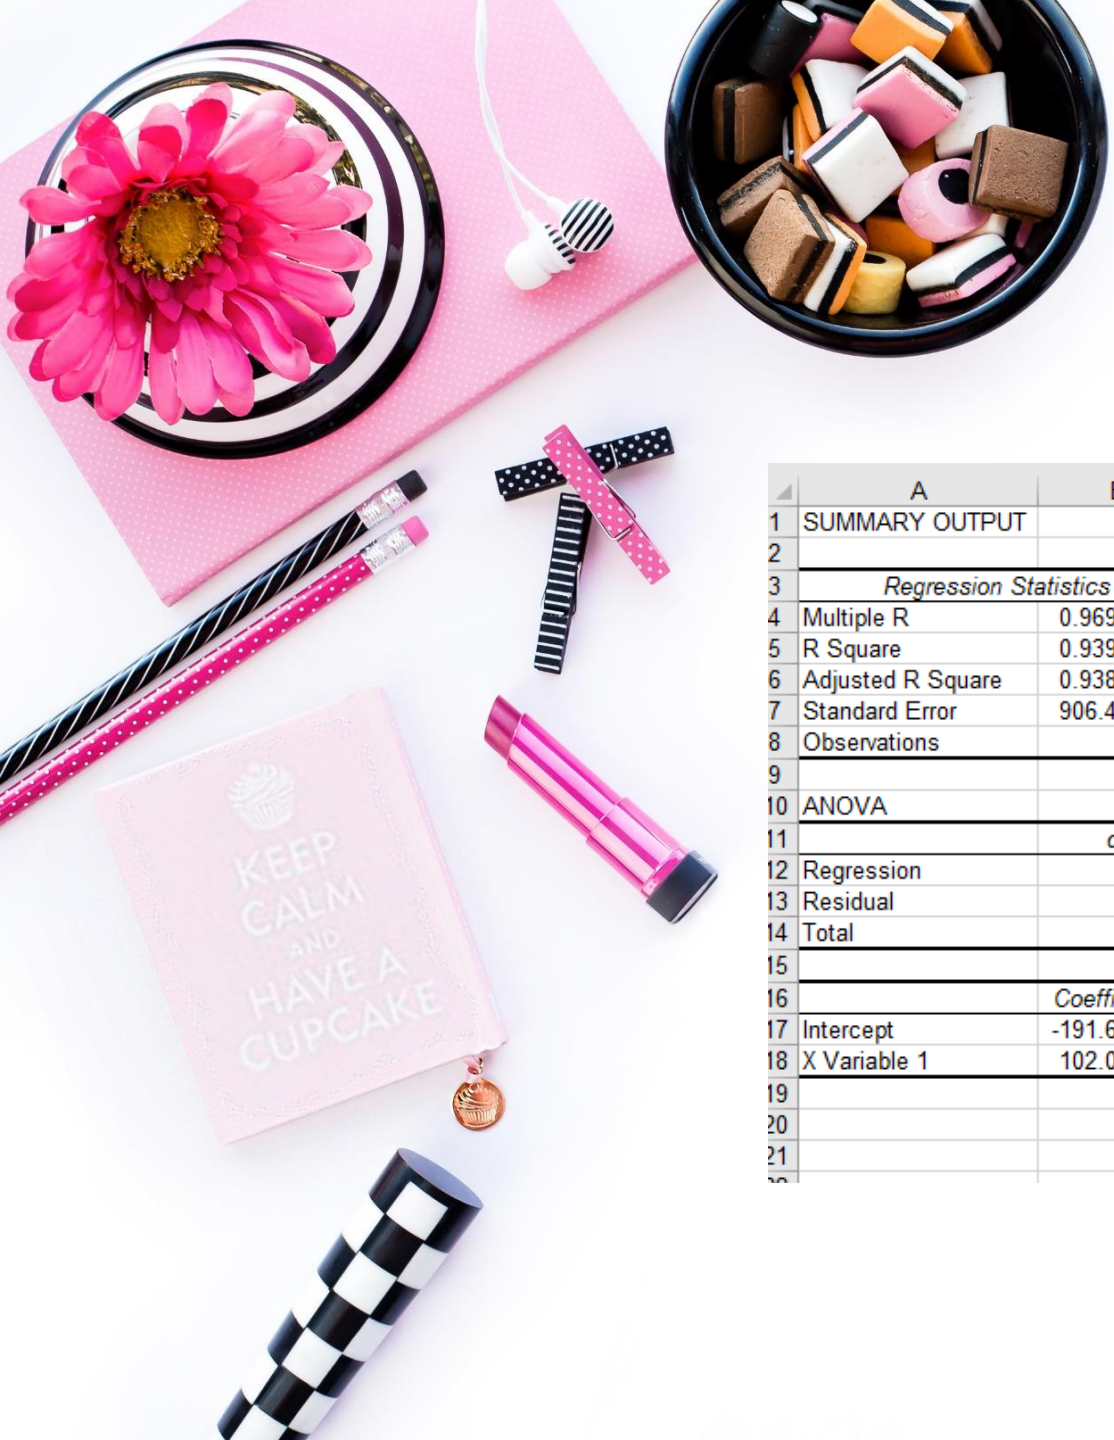 KEEP
CALM
AND
HAVE A
CUPCAKE
A
1 SUMMARY OUTPUT
2
3 Regression Statistics
4 Multiple R 0.969
5 R Square 0.939
6 Adjusted R Square 0.938
7 Standard Error 906.4
8 Observations
9
10 ANOVA
11
12 Regression
13 Residual
14 Total
15
16 Coeffi
17 Intercept -191.6
18 X Variable 1 102.0
19
20
21